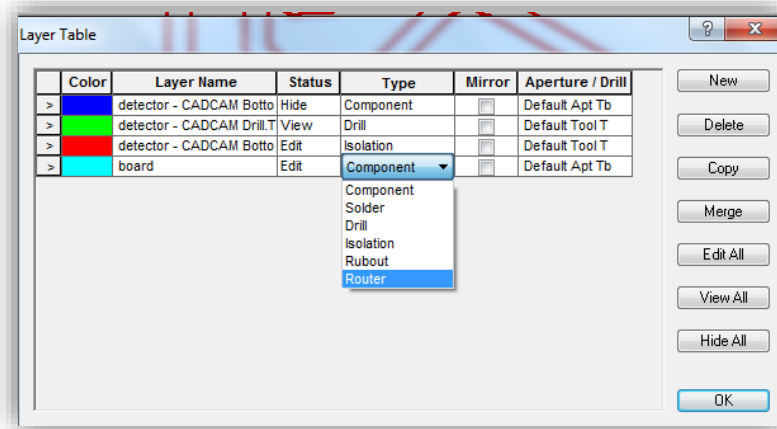 Layer Table
? X
Color Layer Name Status Type Mirror Aperture / Drill
> detector - CADCAM Botto Hide Component Default Apt Tb
> detector - CADCAM Drill.T View Drill Default Tool T
> detector - CADCAM Botto Edit Isolation Default Tool T
> board Edit Component Default Apt Tb
Component
Solder
Drill
Isolation
Rubout
Router
New
Delete
Copy
Merge
Edit All
View All
Hide All
OK